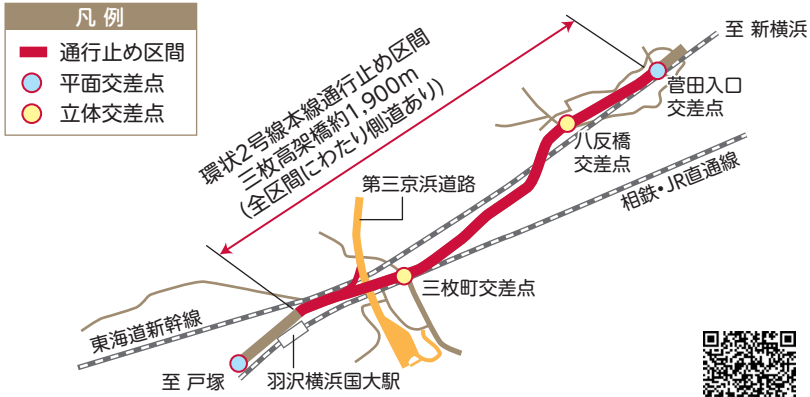 凡例
通行止め区間
平面交差点
立体交差点
環状2号線本線通行止め区間
三枚高架橋約1,900m
(全区間にわたり側道あり)
至 新横浜
菅田入口
交差点
八反橋
交差点
相鉄・JR直通線
第三京浜道路
三枚町交差点
東海道新幹線
至 戸塚
羽沢横浜国大駅